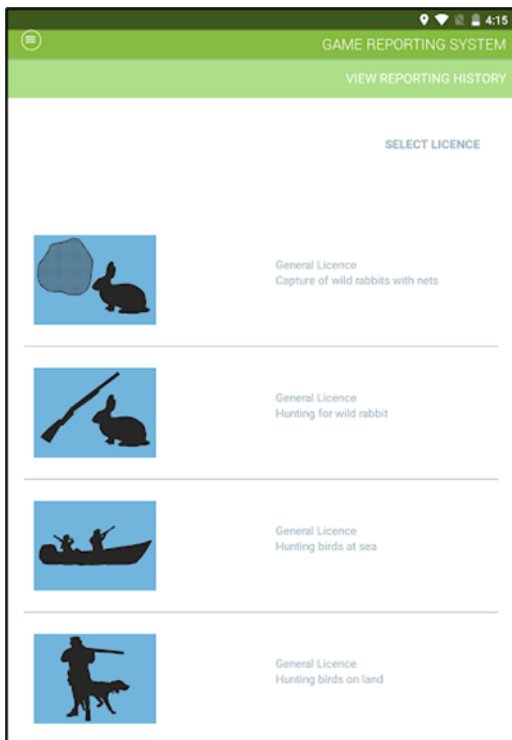 4:15
GAME REPORTING SYSTEM
VIEW REPORTING HISTORY
SELECT LICENCE
General Licence
Capture of wild rabbits with nets
General Licence
Hunting for wild rabbit
General Licence
Hunting birds at sea
General Licence
Hunting birds on land